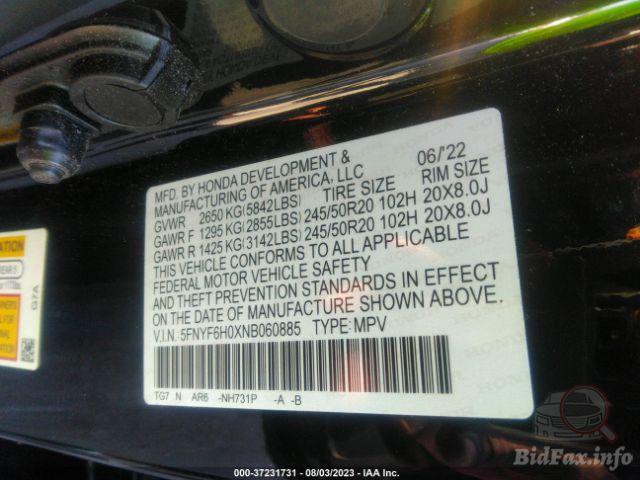 MFD. BY HONDA DEVELOPMENT & 06/'22
MANUFACTURING OF AMERICA, LLC
TIRE SIZE RIM SIZE
GVWR 2650 KG(5842LBS)
GAWR F 1295 KG(2855LBS) 245/50R20 102H 20X8.0J
GAWR R 1425 KG(3142LBS) 245/50R20 102H 20X8.0J
THIS VEHICLE CONFORMS TO ALL APPLICABLE
FEDERAL MOTOR VEHICLE SAFETY
AND THEFT PREVENTION STANDARDS IN EFFECT
ON THE DATE OF MANUFACTURE SHOWN ABOVE.
V.I.N.:5FNYF6H0XNB060885 TYPE:MPV
TG7 N AR6 -NH731P -A -B
G7A
REAR 5
000-37231731 - 08/03/2023 - IAA Inc.
BidFax.info